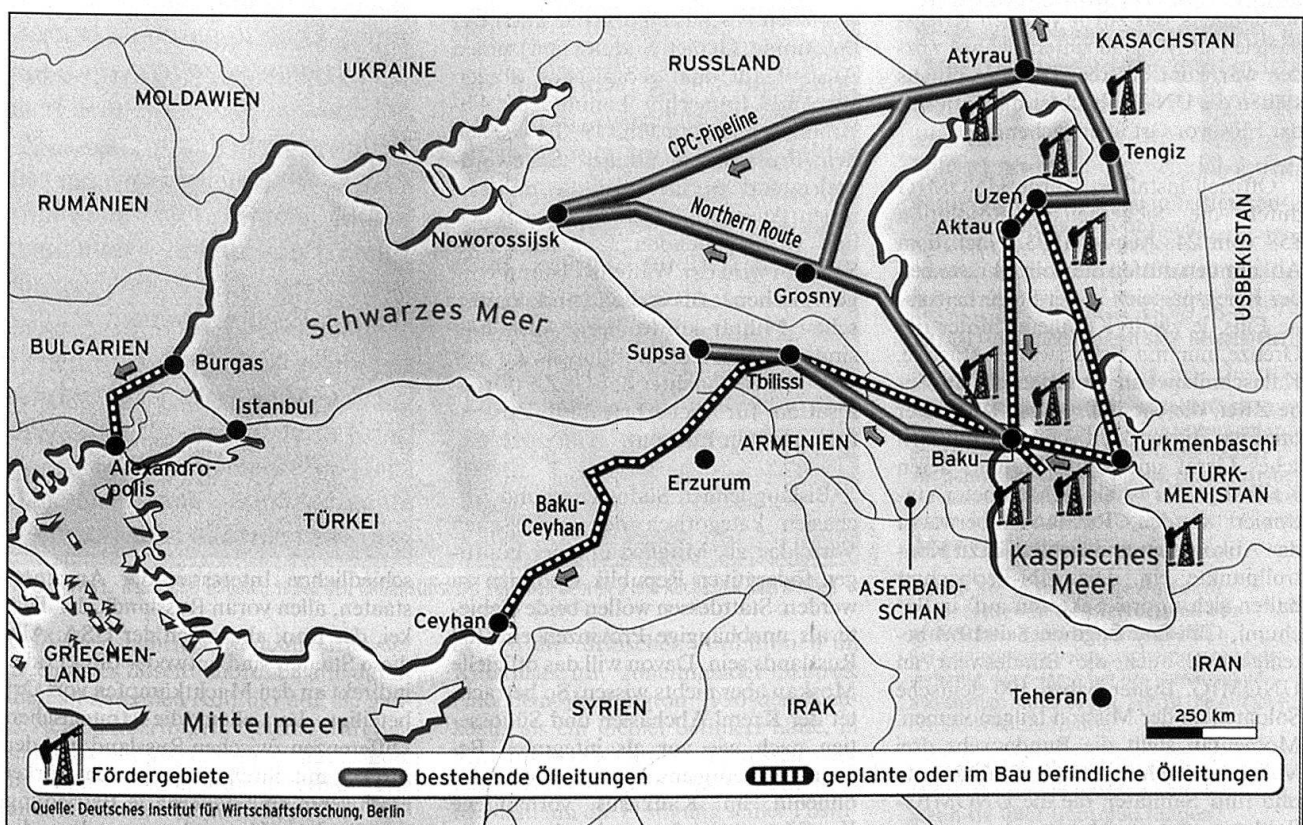 KASACHSTAN
Atyrau
UKRAINE
RUSSLAND
MOLDAWIEN
CPC-Pipeline
Tengiz
Uzen
RUMÄNIEN
Aktau
Noworossijsk
Northern Route
USBEKISTAN
Grosny
Schwarzes Meer
BULGARIEN
Burgas
Supsa
Tbilissi
Istanbul
ARMENIEN
Baku
Turkmenbaschi
Alexandro-
polis
Erzurum
TURK-
MENISTAN
TÜRKEI
Baku-
Ceyhan
Kaspisches
Meer
ASERBAID-
SCHAN
Ceyhan
GRIECHEN-
LAND
IRAN
Teheran
Mittelmeer
SYRIEN
IRAK
250 km
Fördergebiete
bestehende Ölleitungen
geplante oder im Bau befindliche Ölleitungen
Quelle: Deutsches Institut für Wirtschaftsforschung, Berlin